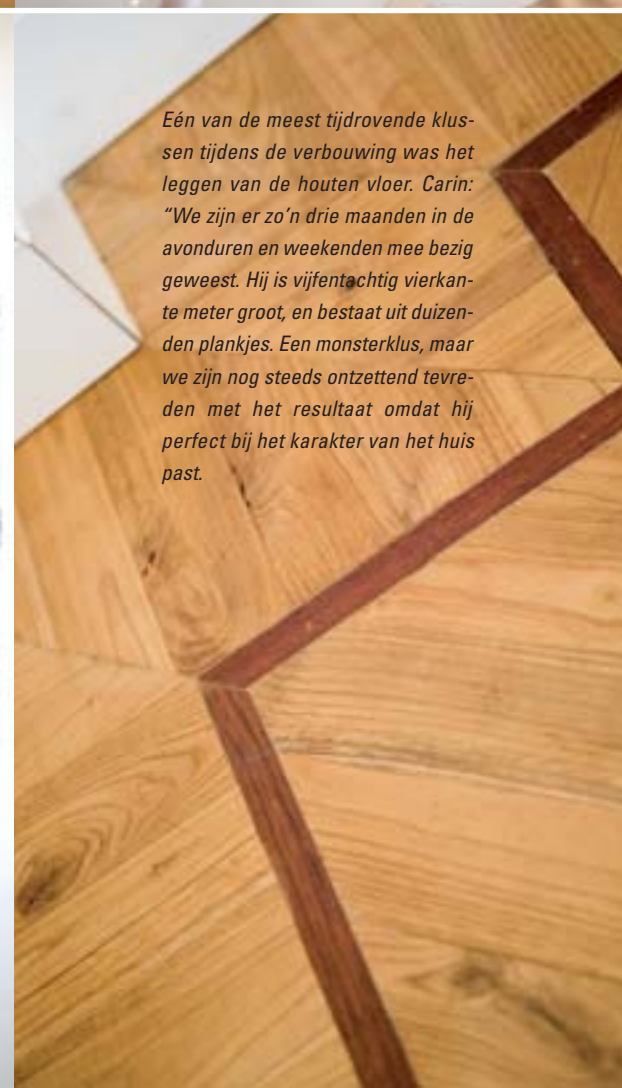 Eén van de meest tijdrovende klus-
sen tijdens de verbouwing was het
leggen van de houten vloer. Carin:
“We zijn er zo’n drie maanden in de
avonduren en weekenden mee bezig
geweest. Hij is vijfentachtig vierkan-
te meter groot, en bestaat uit duizen-
den plankjes. Een monsterklus, maar
we zijn nog steeds ontzettend tevre-
den met het resultaat omdat hij
perfect bij het karakter van het huis
past.